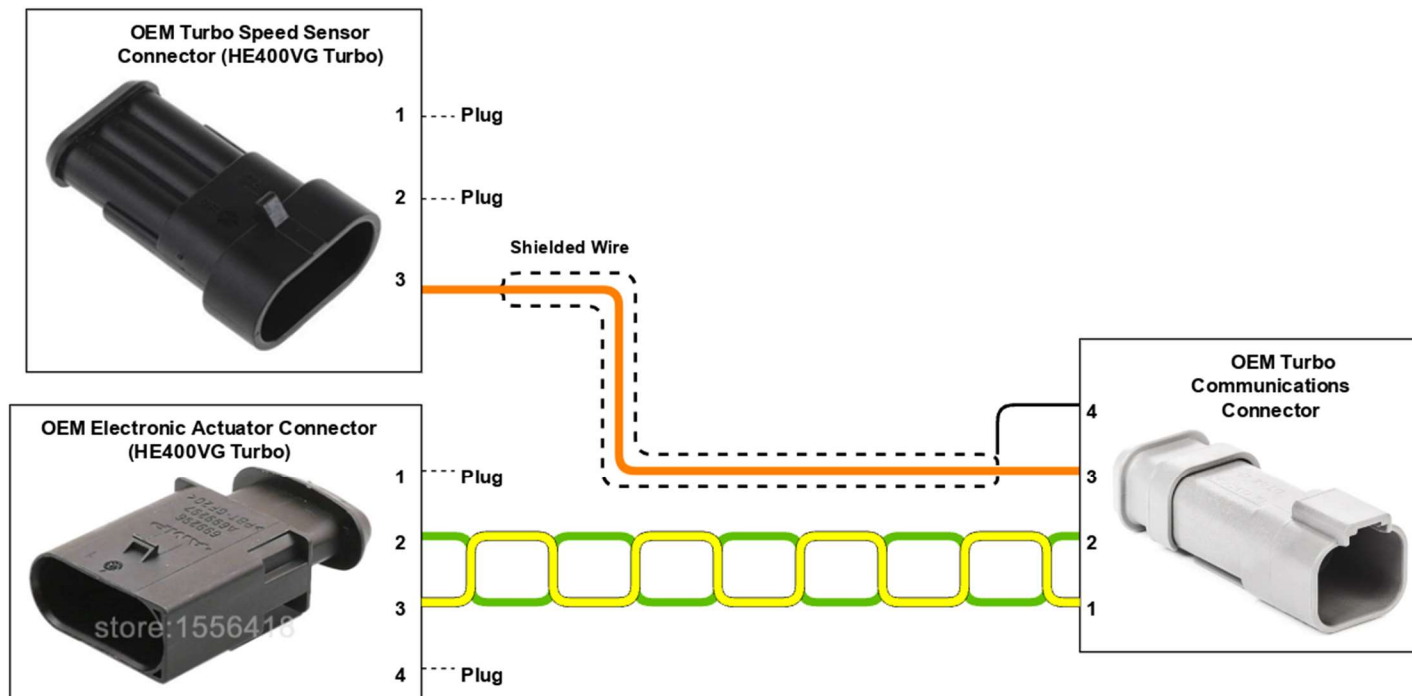 OEM Turbo Speed Sensor
Connector (HE400VG Turbo)
1
Plug
2
Plug
3
Shielded Wire
OEM Electronic Actuator Connector
(HE400VG Turbo)
1
Plug
2
3
4
Plug
store:1556418
OEM Turbo
Communications
Connector
4
3
2
1